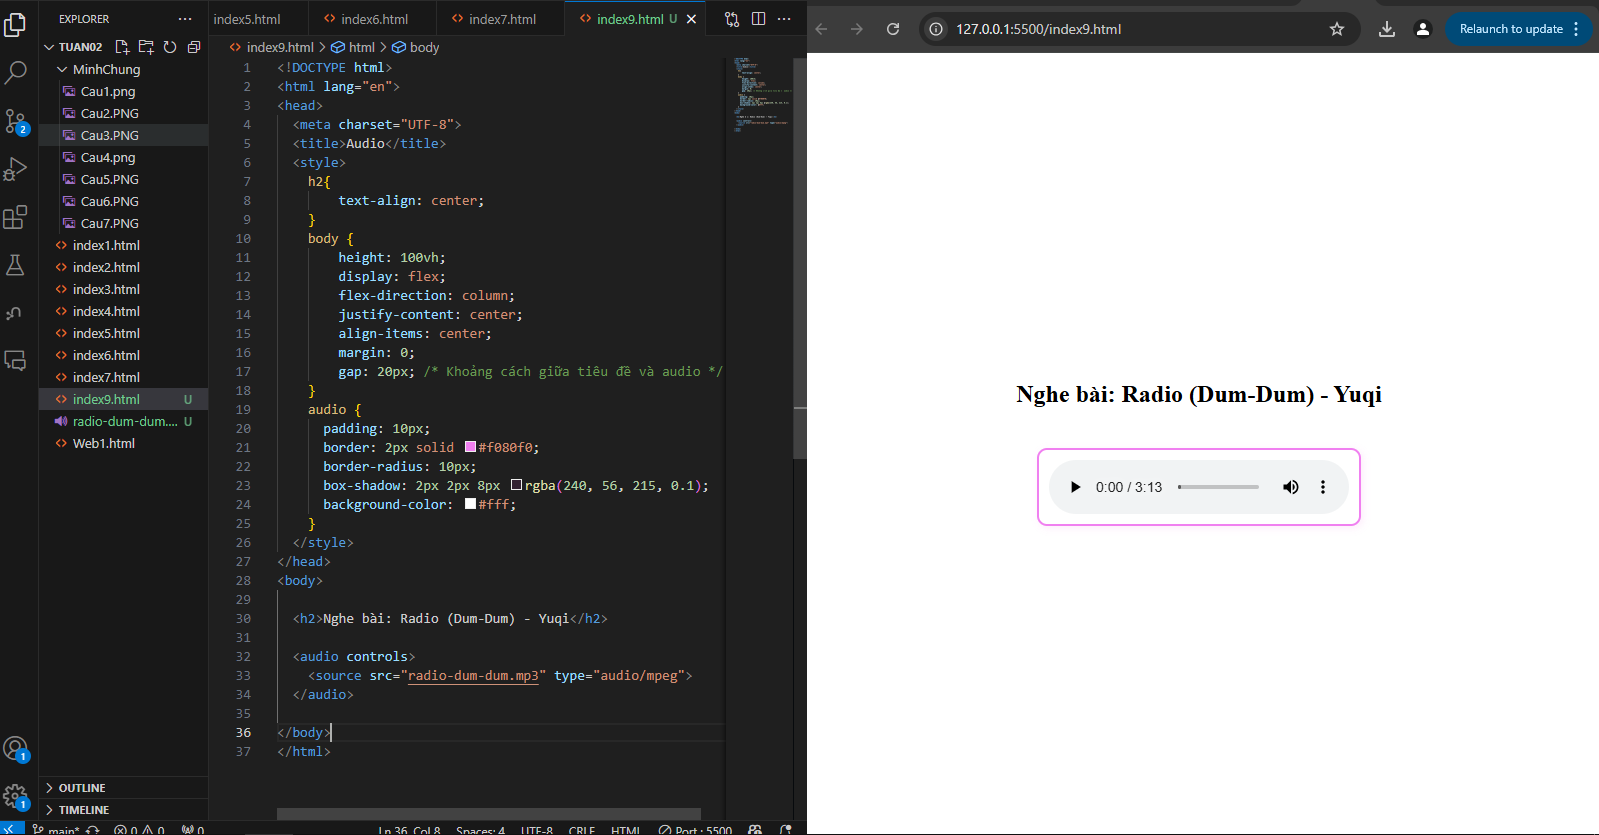 EXPLORER
TUAN02
MinhChung
Cau1.png
Cau2.PNG
Cau3.PNG
Cau4.png
Cau5.PNG
Cau6.PNG
Cau7.PNG
index1.html
index2.html
index3.html
index4.html
index5.html
index6.html
index7.html
index9.html U
radio-dum-dum.... U
Web1.html
OUTLINE
TIMELINE
2
1
1
index5.html index6.html index7.html index9.html U
index9.html > html > body
1 <!DOCTYPE html>
2 <html lang="en">
3 <head>
4 <meta charset="UTF-8">
5 <title>Audio</title>
6 <style>
7 h2{
8 text-align: center;
9 }
10 body {
11 height: 100vh;
12 display: flex;
13 flex-direction: column;
14 justify-content: center;
15 align-items: center;
16 margin: 0;
17 gap: 20px; /* Khoảng cách giữa tiêu đề và audio */
18 }
19 audio {
20 padding: 10px;
21 border: 2px solid #f080f0;
22 border-radius: 10px;
23 box-shadow: 2px 2px 8px rgba(240, 56, 215, 0.1);
24 background-color: #fff;
25 }
26 </style>
27 </head>
28 <body>
29
30 <h2>Nghe bài: Radio (Dum-Dum) - Yuqi</h2>
31
32 <audio controls>
33 <source src="radio-dum-dum.mp3" type="audio/mpeg">
34 </audio>
35
36 </body>
37 </html>
main* 0 0 0 Ln 36, Col 8 Spaces: 4 UTF-8 CRLF HTML Port : 5500
127.0.0.1:5500/index9.html
Relaunch to update
Nghe bài: Radio (Dum-Dum) - Yuqi
0:00 / 3:13